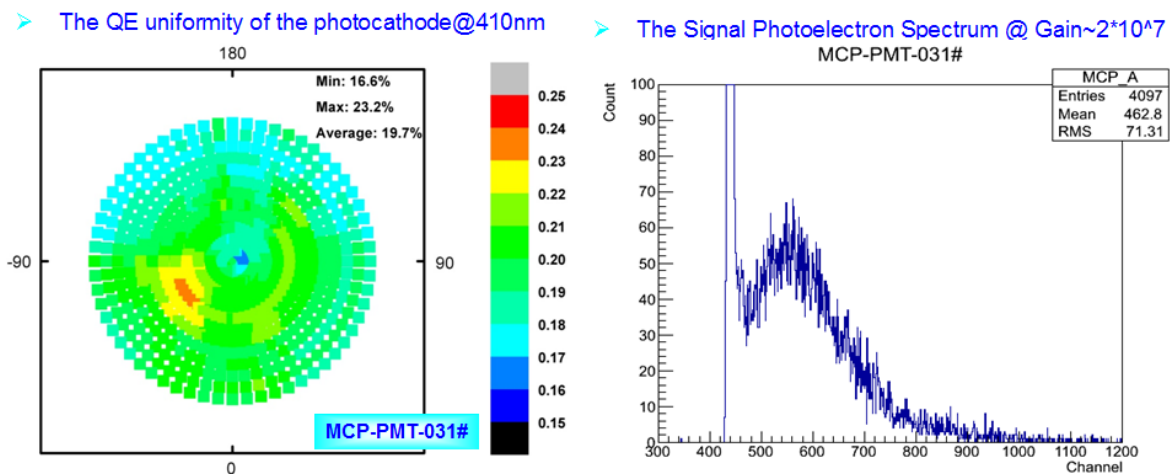 ➢ The QE uniformity of the photocathode@410nm
180
Min: 16.6%
Max: 23.2%
Average: 19.7%
-90
90
0
MCP-PMT-031#
0.25
0.24
0.23
0.22
0.21
0.20
0.19
0.18
0.17
0.16
0.15
➢ The Signal Photoelectron Spectrum @ Gain~2*10^7
MCP-PMT-031#
MCP_A
Entries 4097
Mean 462.8
RMS 71.31
Count
100
90
80
70
60
50
40
30
20
10
0
300 400 500 600 700 800 900 1000 1100 1200
Channel